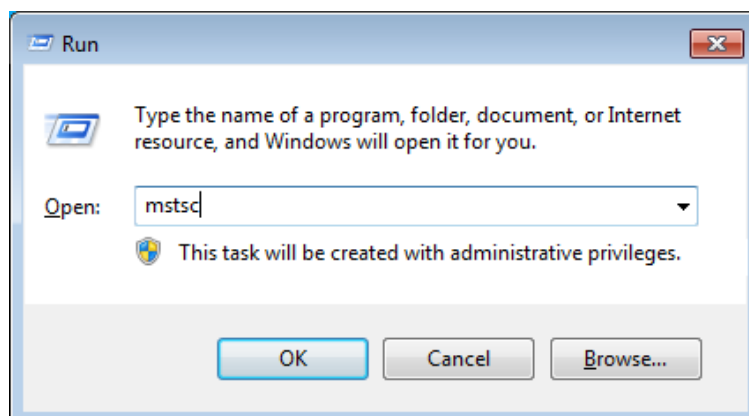 Run
Type the name of a program, folder, document, or Internet
resource, and Windows will open it for you.
Open: mstsc
This task will be created with administrative privileges.
OK Cancel Browse...